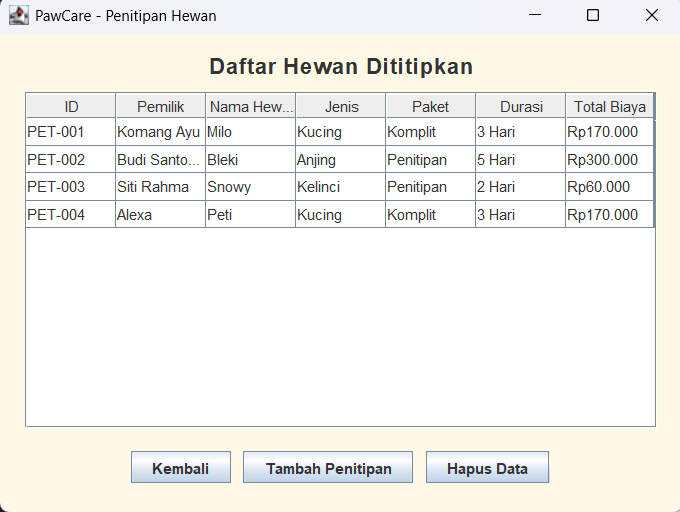 PawCare - Penitipan Hewan
Daftar Hewan Dititipkan
ID Pemilik Nama Hew... Jenis Paket Durasi Total Biaya
PET-001 Komang Ayu Milo Kucing Komplit 3 Hari Rp170.000
PET-002 Budi Santo... Bleki Anjing Penitipan 5 Hari Rp300.000
PET-003 Siti Rahma Snowy Kelinci Penitipan 2 Hari Rp60.000
PET-004 Alexa Peti Kucing Komplit 3 Hari Rp170.000
Kembali Tambah Penitipan Hapus Data